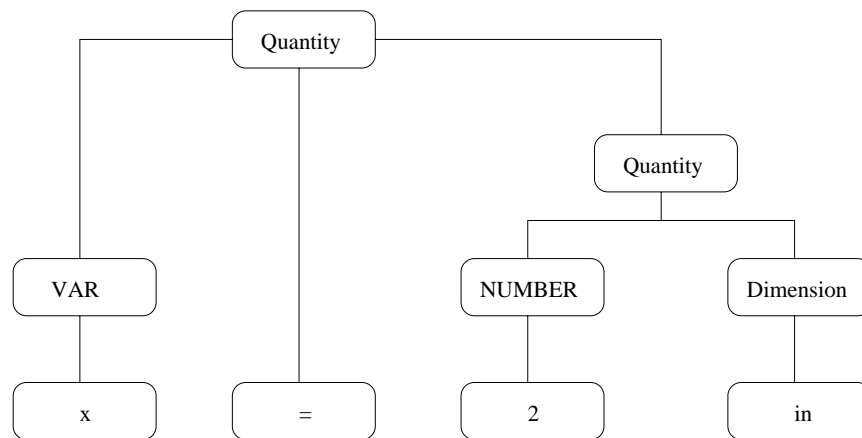 Quantity
Quantity
VAR
NUMBER
Dimension
x
=
2
in